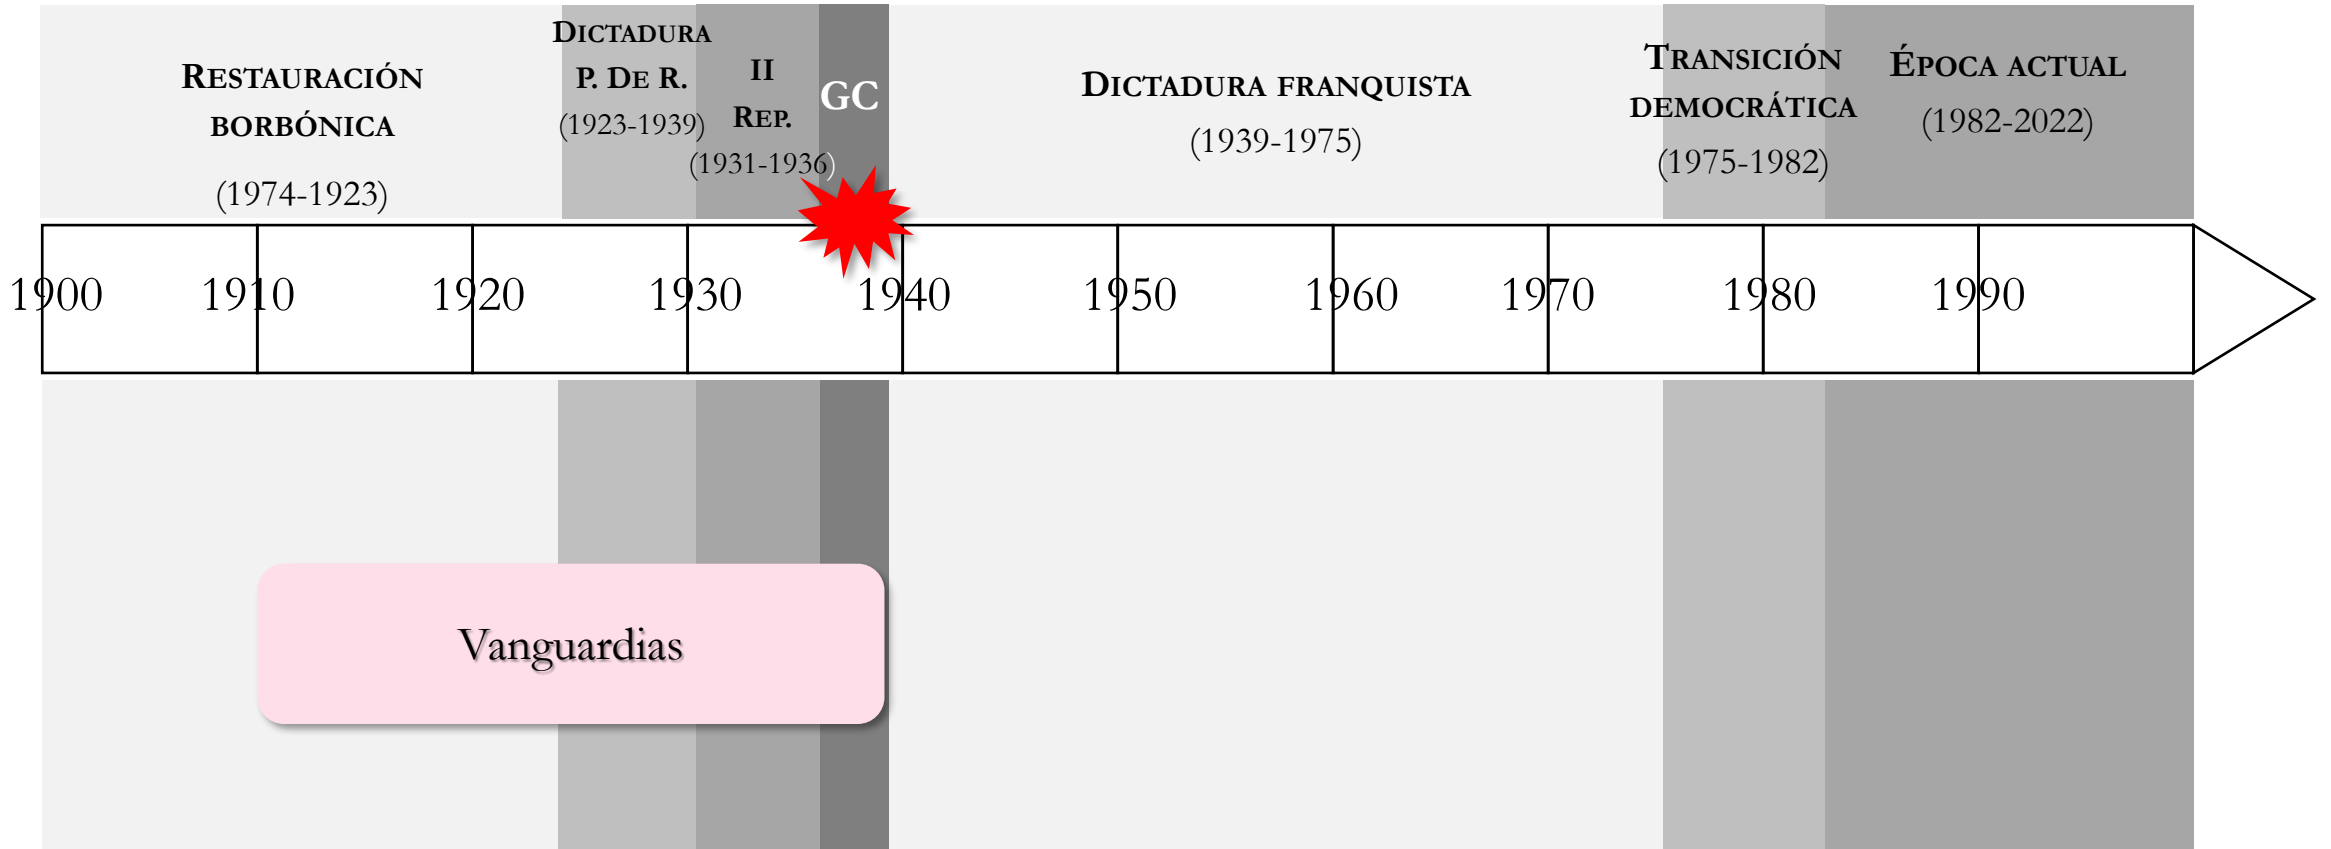 Restauración
borbónica
(1974-1923)
Dictadura
P. De R.
(1923-1939)
II
Rep.
(1931-1936)
GC
Dictadura franquista
(1939-1975)
Transición
democrática
(1975-1982)
Época actual
(1982-2022)
1900 1910 1920 1930 1940 1950 1960 1970 1980 1990
Vanguardias